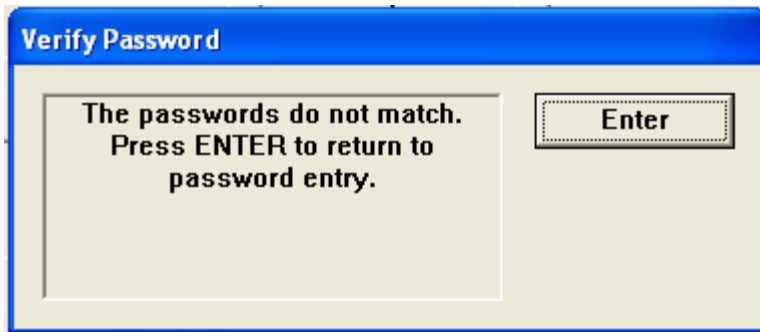 Verify Password
The passwords do not match.
Press ENTER to return to
password entry.
Enter